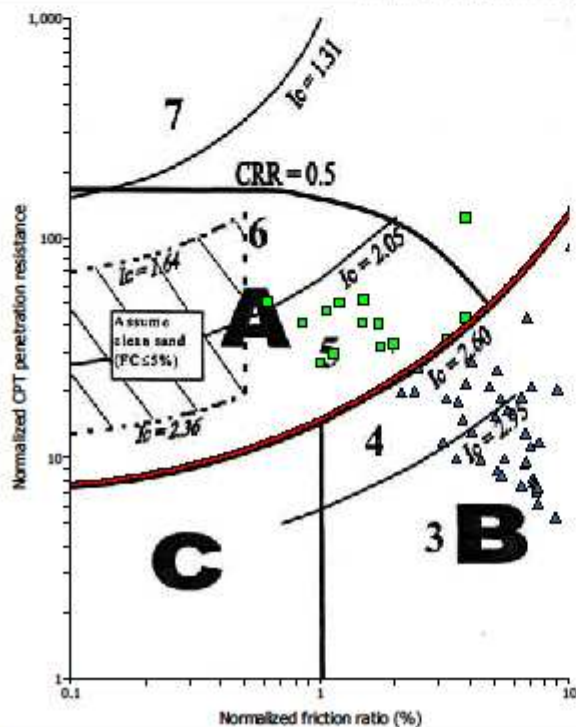 1,000
Ic = 1.31
7
CRR = 0.5
6
Ic = 1.64
Ic = 2.05
100
A
Assume
clean sand
(FC≤5%)
5
Ic = 2.60
Ic = 2.36
4
Ic = 2.95
10
3
B
C
1
0.1
1
10
Normalized friction ratio (%)
Normalized CPT penetration resistance